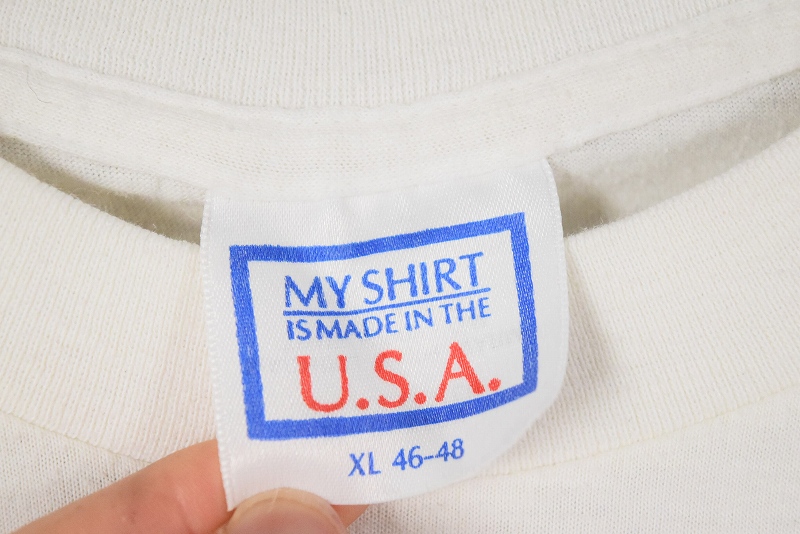 MY SHIRT
IS MADE IN THE
U.S.A.
XL 46-48